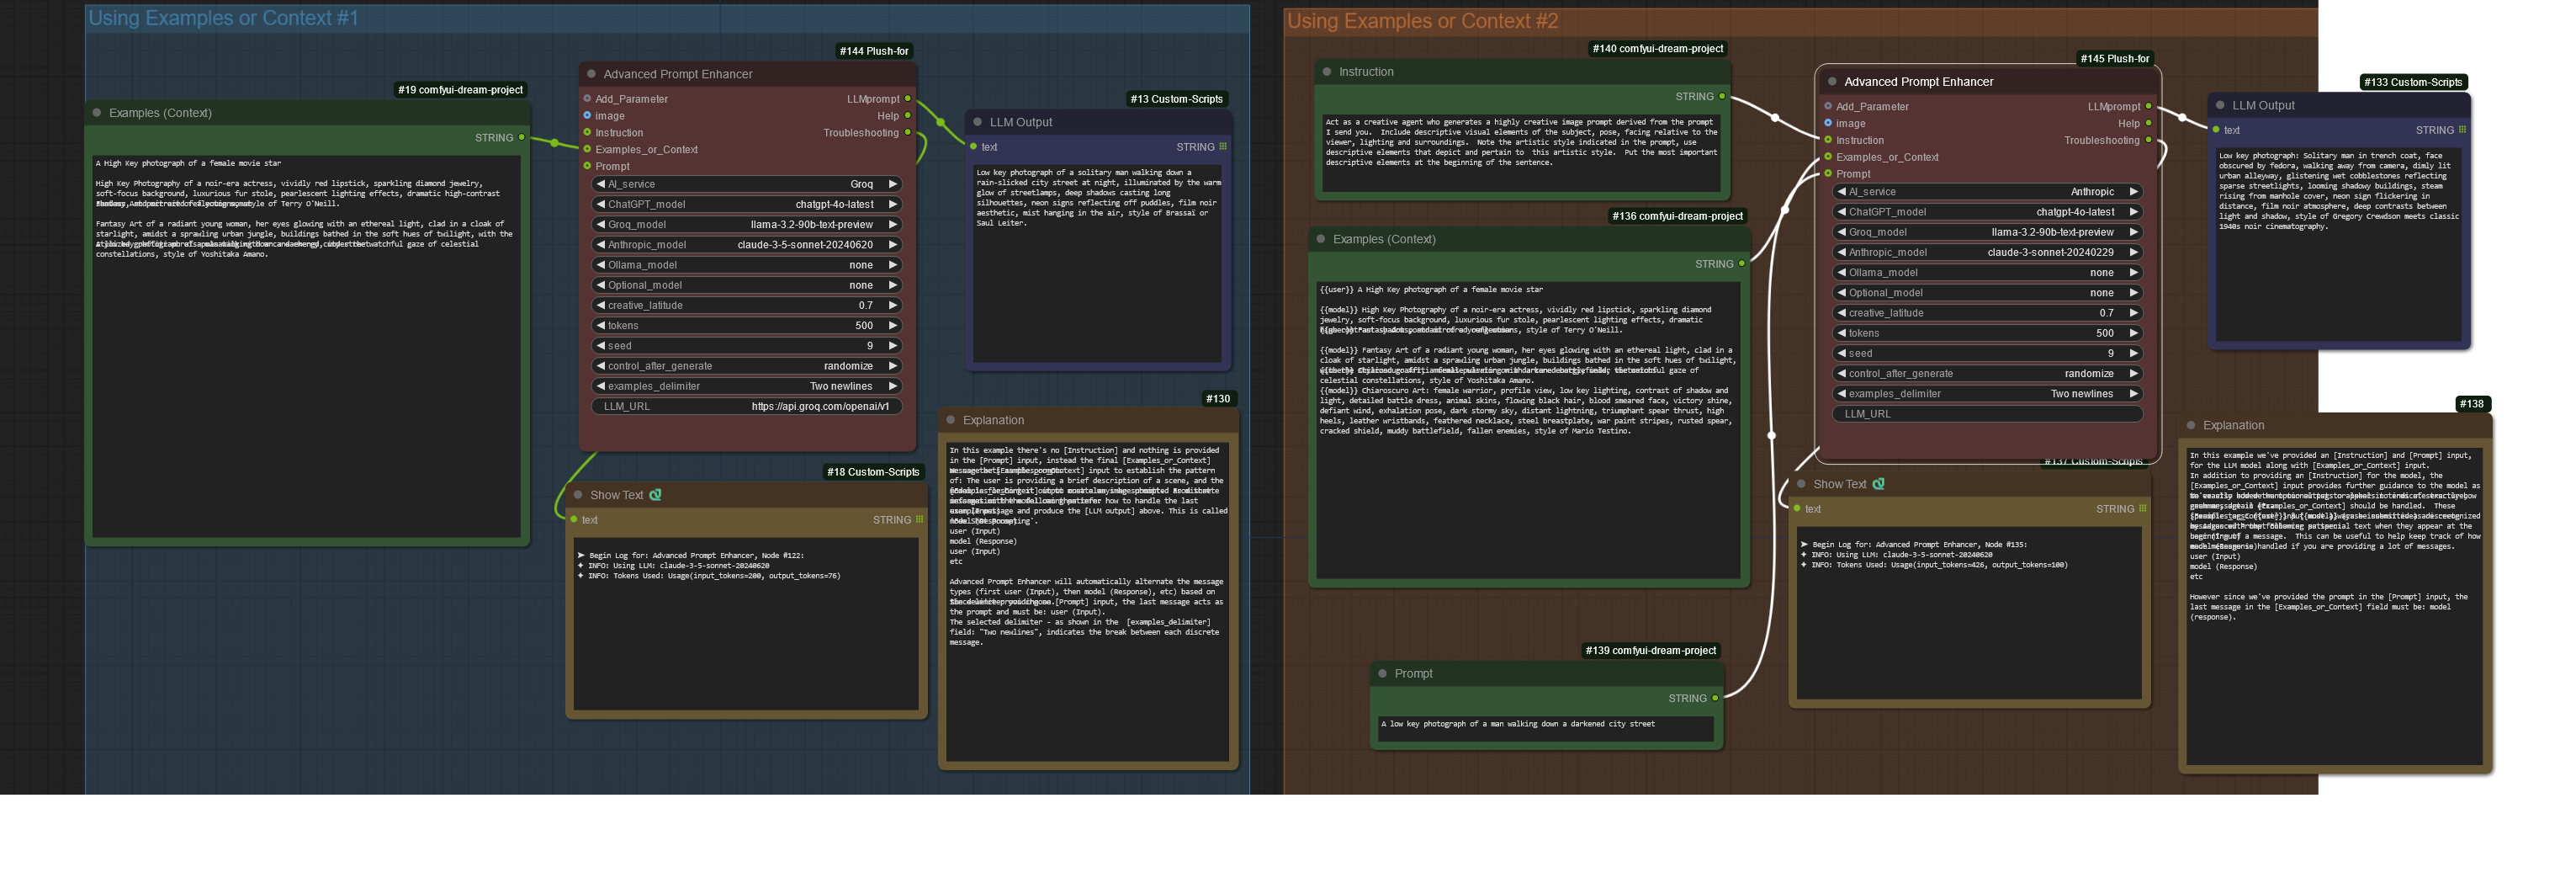 Using Examples or Context #1
#19 comfyui-dream-project
Examples (Context)
STRING
A High Key photograph of a female movie star
High Key Photography of a noir-era actress, vividly red lipstick, sparkling diamond jewelry,
soft-focus background, luxurious fur stole, pearlescent lighting effects, dramatic high-contrast
style of Terry O'Neill.
Fantasy Art of a radiant young woman, her eyes glowing with an ethereal light, clad in a cloak of
starlight, amidst a sprawling urban jungle, buildings bathed in the soft hues of twilight, with the
watchful gaze of celestial
constellations, style of Yoshitaka Amano.
#144 Plush-for
Advanced Prompt Enhancer
Add_Parameter
LLMprompt
image
Help
Instruction
Troubleshooting
Examples_or_Context
Prompt
AI_service
Groq
ChatGPT_model
chatgpt-4o-latest
Groq_model
llama-3.2-90b-text-preview
Anthropic_model
claude-3-5-sonnet-20240620
Ollama_model
none
Optional_model
none
creative_latitude
0.7
tokens
500
seed
9
control_after_generate
randomize
examples_delimiter
Two newlines
LLM_URL
https://api.groq.com/openai/v1
#13 Custom-Scripts
LLM Output
text
STRING
Low key photograph of a solitary man walking down a
rain-slicked city street at night, illuminated by the warm
glow of streetlamps, deep shadows casting long
silhouettes, neon signs reflecting off puddles, film noir
aesthetic, mist hanging in the air, style of Brassaï or
Saul Leiter.
#18 Custom-Scripts
Show Text
text
STRING
➤ Begin Log for: Advanced Prompt Enhancer, Node #122:
✦ INFO: Using LLM: claude-3-5-sonnet-20240620
✦ INFO: Tokens Used: Usage(input_tokens=200, output_tokens=76)
#130
Explanation
In this example there's no [Instruction] and nothing is provided
in the [Prompt] input, instead the final [Examples_or_Context]
input to establish the pattern
of: The user is providing a brief description of a scene, and the
how to handle the last
message and produce the [LLM output] above. This is called
user (Input)
model (Response)
user (Input)
etc
Advanced Prompt Enhancer will automatically alternate the message
types (first user (Input), then model (Response), etc) based on
[Prompt] input, the last message acts as
the prompt and must be: user (Input).
The selected delimiter - as shown in the [examples_delimiter]
field: "Two newlines", indicates the break between each discrete
message.
Using Examples or Context #2
#140 comfyui-dream-project
Instruction
STRING
Act as a creative agent who generates a highly creative image prompt derived from the prompt
I send you. Include descriptive visual elements of the subject, pose, facing relative to the
viewer, lighting and surroundings. Note the artistic style indicated in the prompt, use
descriptive elements that depict and pertain to this artistic style. Put the most important
descriptive elements at the beginning of the sentence.
#136 comfyui-dream-project
Examples (Context)
STRING
{{user}} A High Key photograph of a female movie star
{{model}} High Key Photography of a noir-era actress, vividly red lipstick, sparkling diamond
jewelry, soft-focus background, luxurious fur stole, pearlescent lighting effects, dramatic
style of Terry O'Neill.
{{model}} Fantasy Art of a radiant young woman, her eyes glowing with an ethereal light, clad in a
cloak of starlight, amidst a sprawling urban jungle, buildings bathed in the soft hues of twilight,
gaze of
celestial constellations, style of Yoshitaka Amano.
{{model}} Chiaroscuro Art: female warrior, profile view, low key lighting, contrast of shadow and
light, detailed battle dress, animal skins, flowing black hair, blood smeared face, victory shine,
defiant wind, exhalation pose, dark stormy sky, distant lightning, triumphant spear thrust, high
heels, leather wristbands, feathered necklace, steel breastplate, war paint stripes, rusted spear,
cracked shield, muddy battlefield, fallen enemies, style of Mario Testino.
#139 comfyui-dream-project
Prompt
STRING
A low key photograph of a man walking down a darkened city street
#145 Plush-for
Advanced Prompt Enhancer
Add_Parameter
LLMprompt
image
Help
Instruction
Troubleshooting
Examples_or_Context
Prompt
AI_service
Anthropic
ChatGPT_model
chatgpt-4o-latest
Groq_model
llama-3.2-90b-text-preview
Anthropic_model
claude-3-sonnet-20240229
Ollama_model
none
Optional_model
none
creative_latitude
0.7
tokens
500
seed
9
control_after_generate
randomize
examples_delimiter
Two newlines
LLM_URL
#137 Custom-Scripts
Show Text
text
STRING
➤ Begin Log for: Advanced Prompt Enhancer, Node #135:
✦ INFO: Using LLM: claude-3-5-sonnet-20240620
✦ INFO: Tokens Used: Usage(input_tokens=426, output_tokens=100)
#133 Custom-Scripts
LLM Output
text
STRING
Low key photograph: Solitary man in trench coat, face
obscured by fedora, walking away from camera, dimly lit
urban alleyway, glistening wet cobblestones reflecting
sparse streetlights, looming shadowy buildings, steam
rising from manhole cover, neon sign flickering in
distance, film noir atmosphere, deep contrasts between
light and shadow, style of Gregory Crewdson meets classic
1940s noir cinematography.
#138
Explanation
In this example we've provided an [Instruction] and [Prompt] input,
for the LLM model along with [Examples_or_Context] input.
In addition to providing an [Instruction] for the model, the
[Examples_or_Context] input provides further guidance to the model as
should be handled. These
text when they appear at the
of a message. This can be useful to help keep track of how
handled if you are providing a lot of messages.
user (Input)
model (Response)
etc
However since we've provided the prompt in the [Prompt] input, the
last message in the [Examples_or_Context] field must be: model
(response).